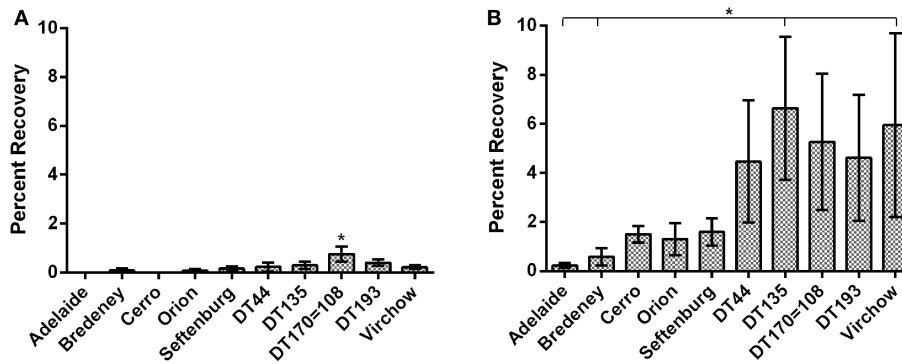 A
Percent Recovery
10
8
6
4
2
0
*
Adelaide
Bredeney
Cerro
Orion
Seftenburg
DT44
DT135
DT170=108
DT193
Virchow
B
Percent Recovery
10
8
6
4
2
0
*
Adelaide
Bredeney
Cerro
Orion
Seftenburg
DT44
DT135
DT170=108
DT193
Virchow